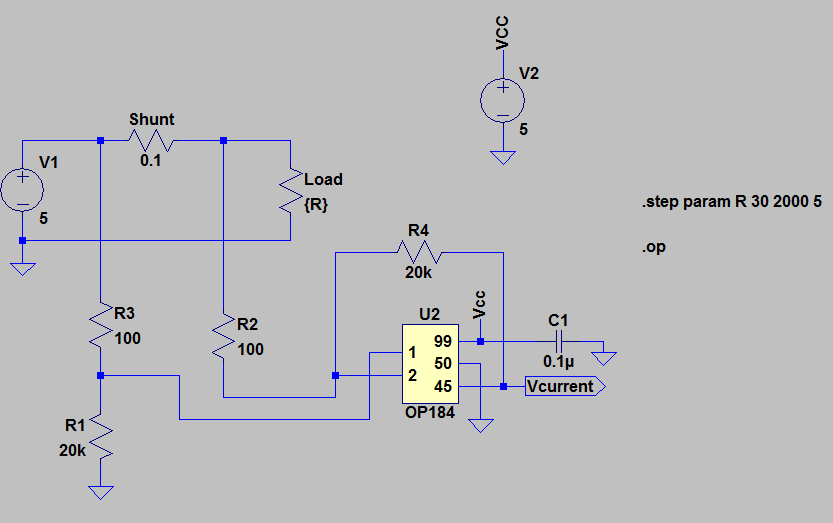 VCC
V2
5
Shunt
0.1
V1
5
Load
{R}
.step param R 30 2000 5
.op
R4
20k
R3
100
R2
100
U2
Vcc
C1
0.1µ
99
1
50
2
45
Vcurrent
OP184
R1
20k